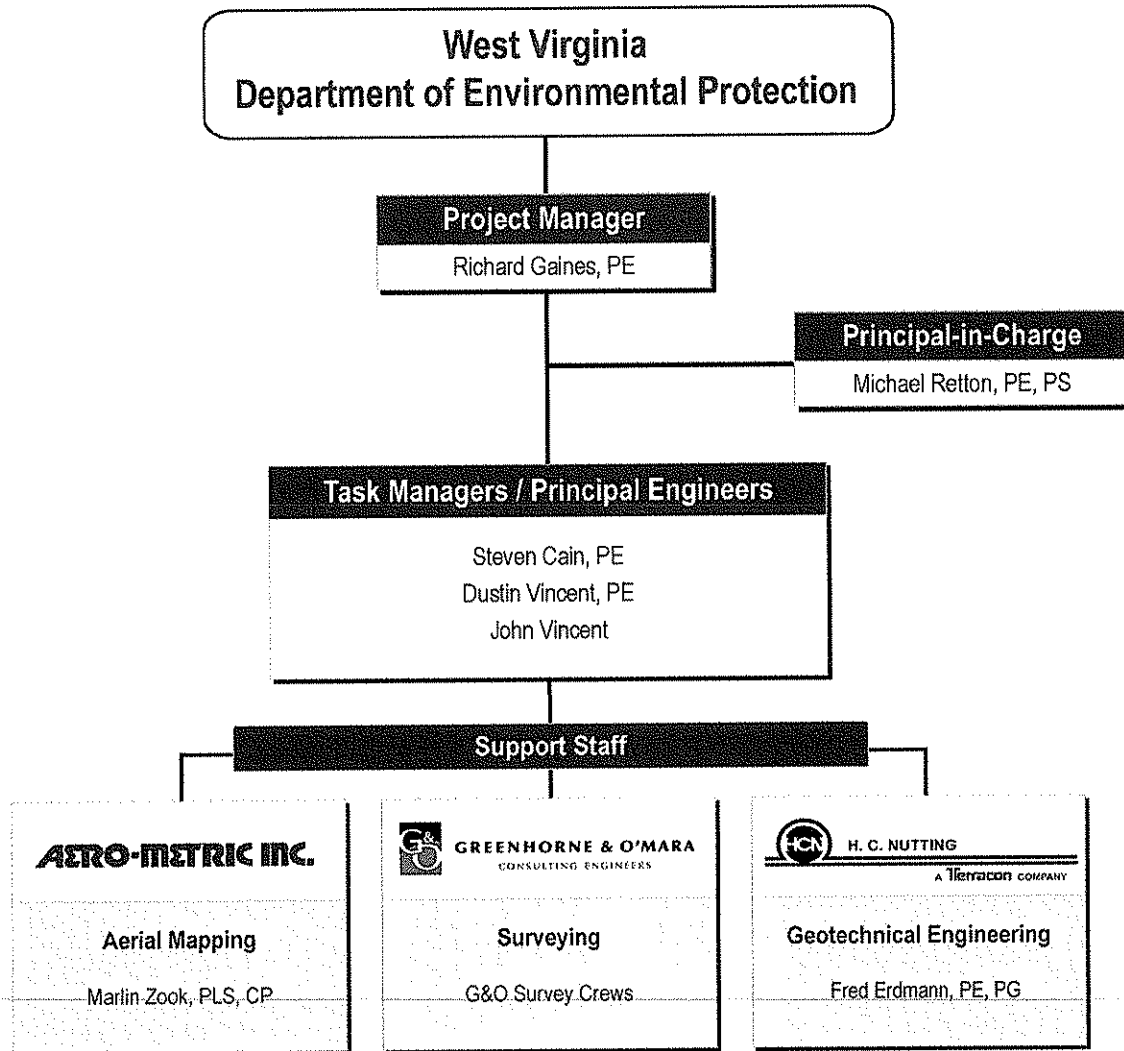 West Virginia
Department of Environmental Protection
Project Manager
Richard Gaines, PE
Principal-in-Charge
Michael Retton, PE, PS
Task Managers / Principal Engineers
Steven Cain, PE
Dustin Vincent, PE
John Vincent
Support Staff
AERO-METRIC INC.
Aerial Mapping
Marlin Zook, PLS, CP
G&O
GREENHORNE & O'MARA
CONSULTING ENGINEERS
Surveying
G&O Survey Crews
HCN
H. C. NUTTING
A Terracon COMPANY
Geotechnical Engineering
Fred Erdmann, PE, PG